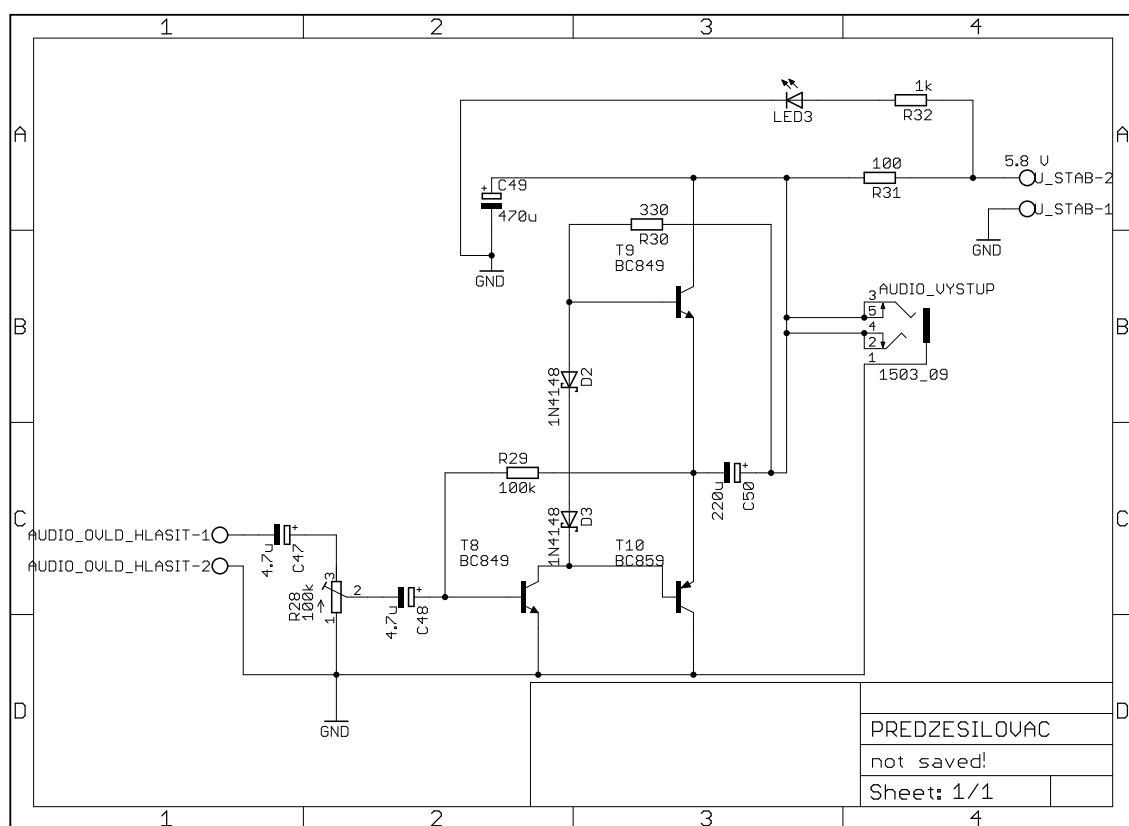 1 2 3 4
A A
1k
LED3 R32
5.8 V
100
U_STAB-2
R31
C49
+
470u
U_STAB-1
330
R30
GND
T9
BC849
GND
B B
AUDIO_VYSTUP
3
5
4
2
1
1503_09
1N4148 D2
R29
100k
+
220u C50
C C
1N4148 D3
AUDIO_OVLD_HLASIT-1
+
4.7u C47
T8
BC849
T10
BC859
AUDIO_OVLD_HLASIT-2
R28
100k
3
2
1
+
4.7u C48
GND
D D
PREDZESILOVAC
not saved!
Sheet: 1/1
1 2 3 4